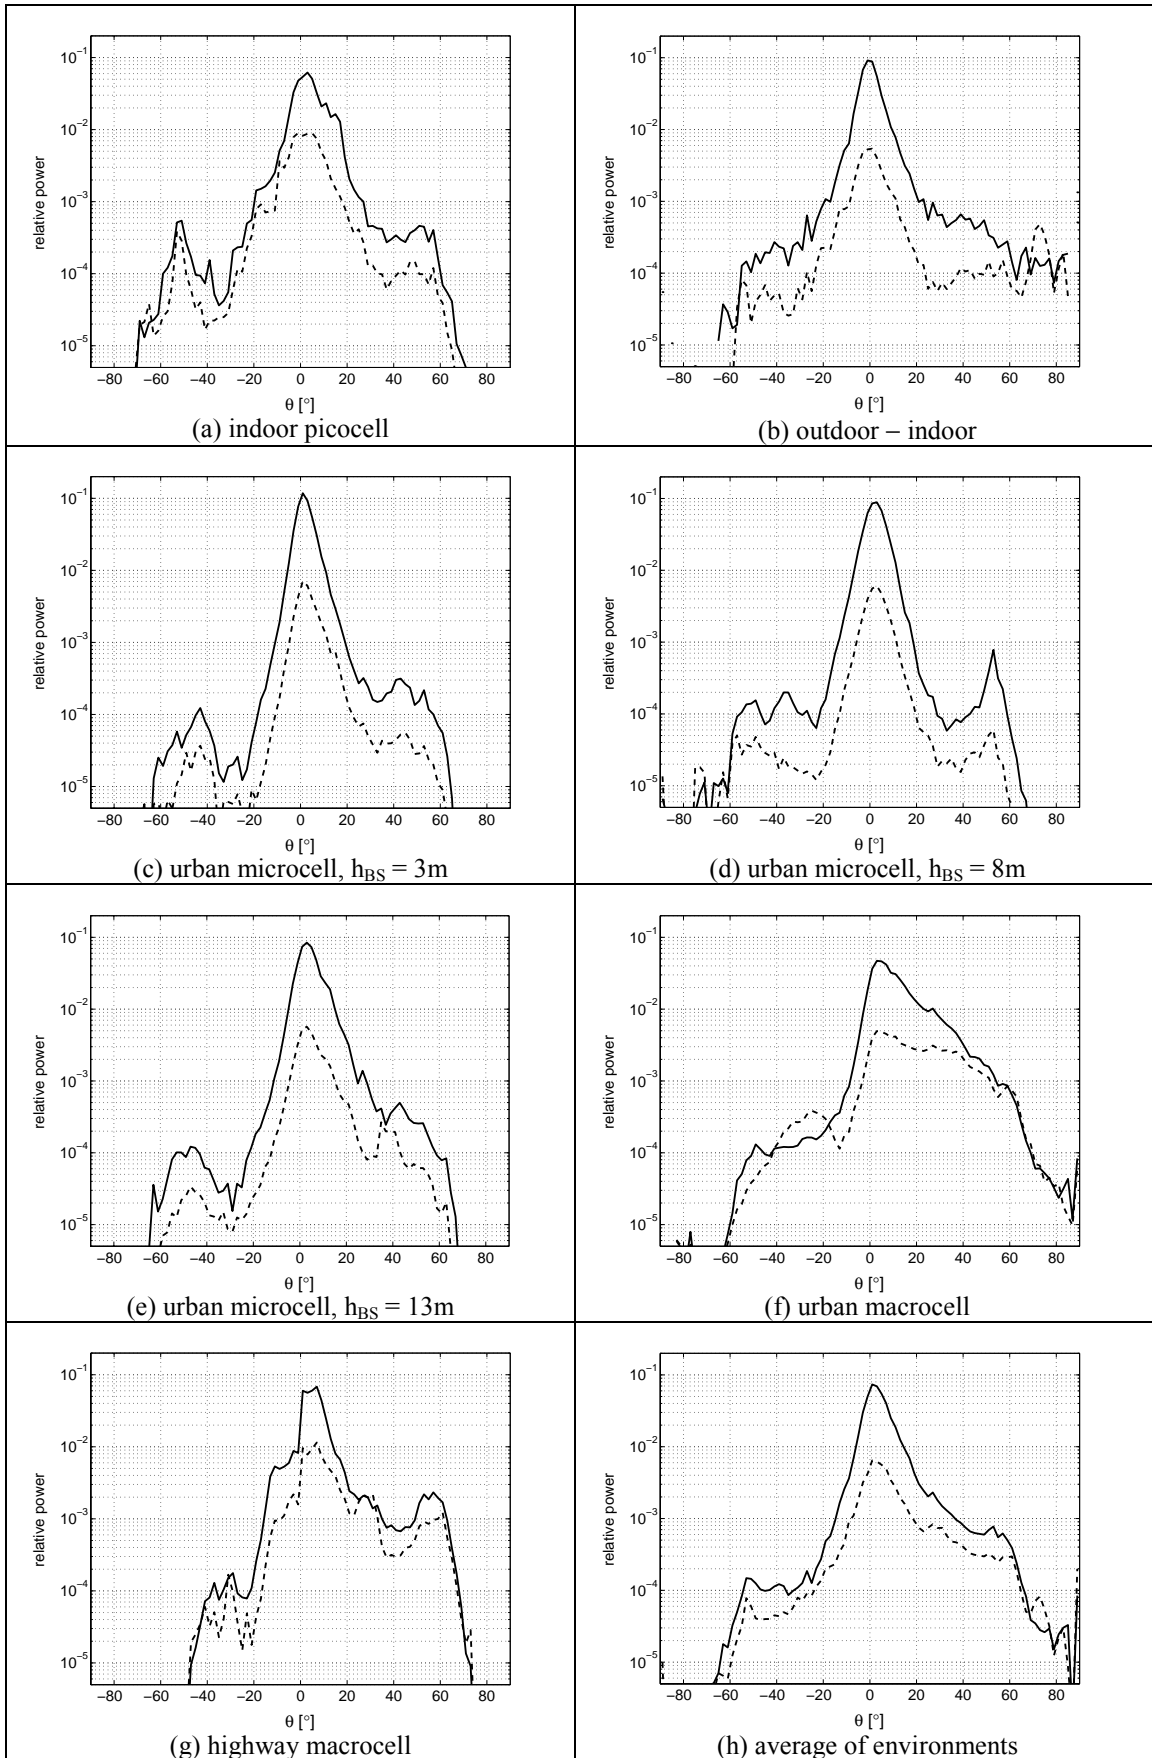 10⁻¹
10⁻²
10⁻³
10⁻⁴
10⁻⁵
relative power
−80 −60 −40 −20 0 20 40 60 80
θ [°]
(a) indoor picocell
10⁻¹
10⁻²
10⁻³
10⁻⁴
10⁻⁵
relative power
−80 −60 −40 −20 0 20 40 60 80
θ [°]
(b) outdoor – indoor
10⁻¹
10⁻²
10⁻³
10⁻⁴
10⁻⁵
relative power
−80 −60 −40 −20 0 20 40 60 80
θ [°]
(c) urban microcell, h_BS = 3m
10⁻¹
10⁻²
10⁻³
10⁻⁴
10⁻⁵
relative power
−80 −60 −40 −20 0 20 40 60 80
θ [°]
(d) urban microcell, h_BS = 8m
10⁻¹
10⁻²
10⁻³
10⁻⁴
10⁻⁵
relative power
−80 −60 −40 −20 0 20 40 60 80
θ [°]
(e) urban microcell, h_BS = 13m
10⁻¹
10⁻²
10⁻³
10⁻⁴
10⁻⁵
relative power
−80 −60 −40 −20 0 20 40 60 80
θ [°]
(f) urban macrocell
10⁻¹
10⁻²
10⁻³
10⁻⁴
10⁻⁵
relative power
−80 −60 −40 −20 0 20 40 60 80
θ [°]
(g) highway macrocell
10⁻¹
10⁻²
10⁻³
10⁻⁴
10⁻⁵
relative power
−80 −60 −40 −20 0 20 40 60 80
θ [°]
(h) average of environments